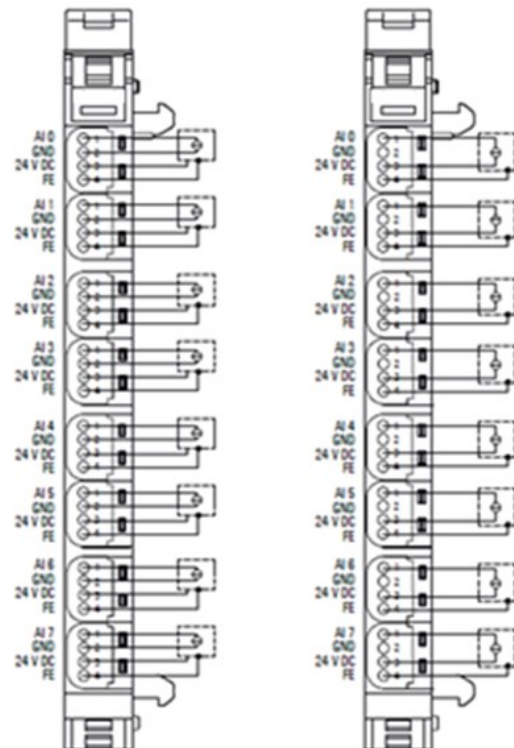 AI 0
GND
24 V DC
FE
AI 1
GND
24 V DC
FE
AI 2
GND
24 V DC
FE
AI 3
GND
24 V DC
FE
AI 4
GND
24 V DC
FE
AI 5
GND
24 V DC
FE
AI 6
GND
24 V DC
FE
AI 7
GND
24 V DC
FE
AI 0
GND
24 V DC
FE
AI 1
GND
24 V DC
FE
AI 2
GND
24 V DC
FE
AI 3
GND
24 V DC
FE
AI 4
GND
24 V DC
FE
AI 5
GND
24 V DC
FE
AI 6
GND
24 V DC
FE
AI 7
GND
24 V DC
FE